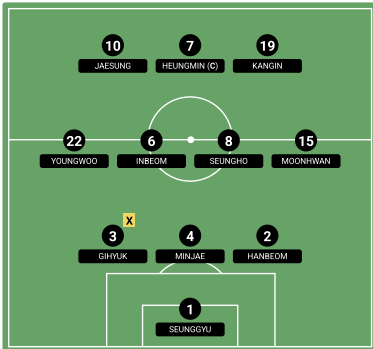 10 7 19
JAESUNG HEUNGMIN (C) KANGIN
22 6 8 15
YOUNGWOO INBEOM SEUNGHO MOONHWAN
X
3 4 2
GIHYUK MINJAE HANBEOM
1
SEUNGGYU